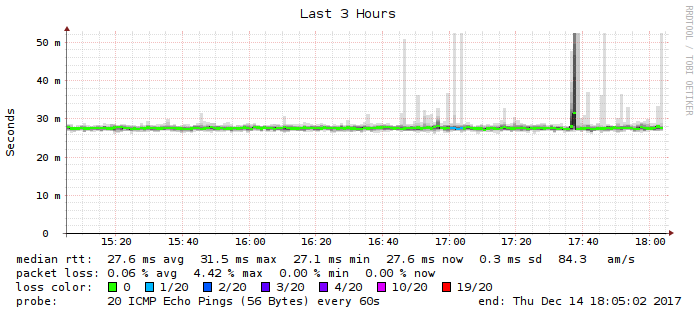 Last 3 Hours
RRDTOOL / TOBI OETIKER
Seconds
50 m
40 m
30 m
20 m
10 m
0
15:20 15:40 16:00 16:20 16:40 17:00 17:20 17:40 18:00
median rtt: 27.6 ms avg 31.5 ms max 27.1 ms min 27.6 ms now 0.3 ms sd 84.3 am/s
packet loss: 0.06 % avg 4.42 % max 0.00 % min 0.00 % now
loss color: 0 1/20 2/20 3/20 4/20 10/20 19/20
probe: 20 ICMP Echo Pings (56 Bytes) every 60s end: Thu Dec 14 18:05:02 2017